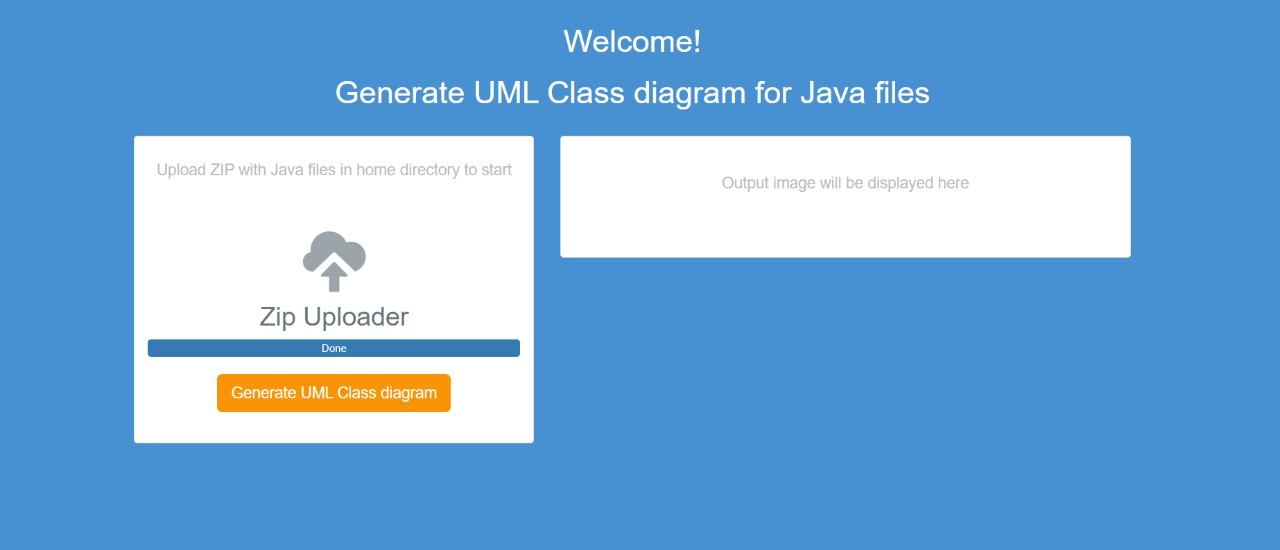 Welcome!
Generate UML Class diagram for Java files
Upload ZIP with Java files in home directory to start
Zip Uploader
Done
Generate UML Class diagram
Output image will be displayed here